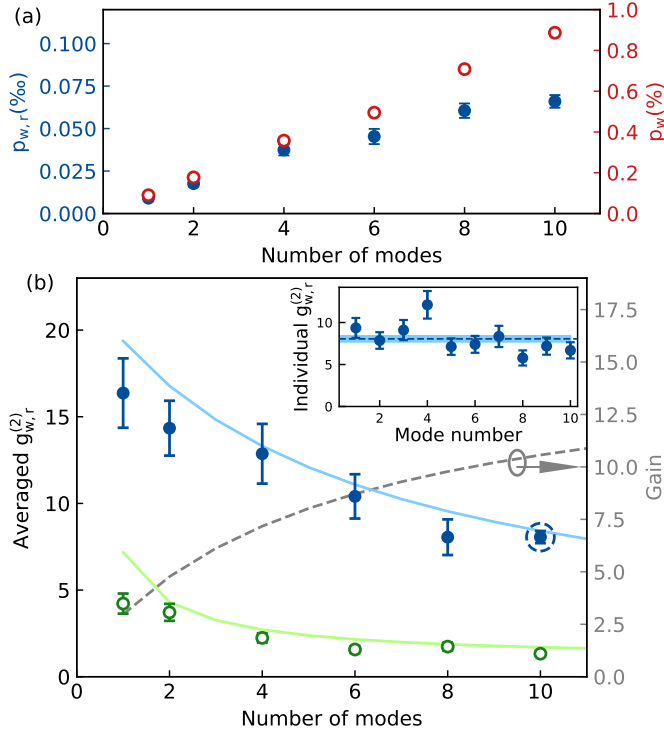 (a)
p_w,r(‰)
0.100
0.075
0.050
0.025
0.000
1.0
0.8
0.6
0.4
0.2
0.0
p_w(%)
0 2 4 6 8 10
Number of modes
(b)
Averaged g^(2)_w,r
20
15
10
5
0
Individual g^(2)_w,r
10
5
0
2 4 6 8 10
Mode number
17.5
15.0
12.5
10.0
7.5
5.0
2.5
0.0
Gain
0 2 4 6 8 10
Number of modes